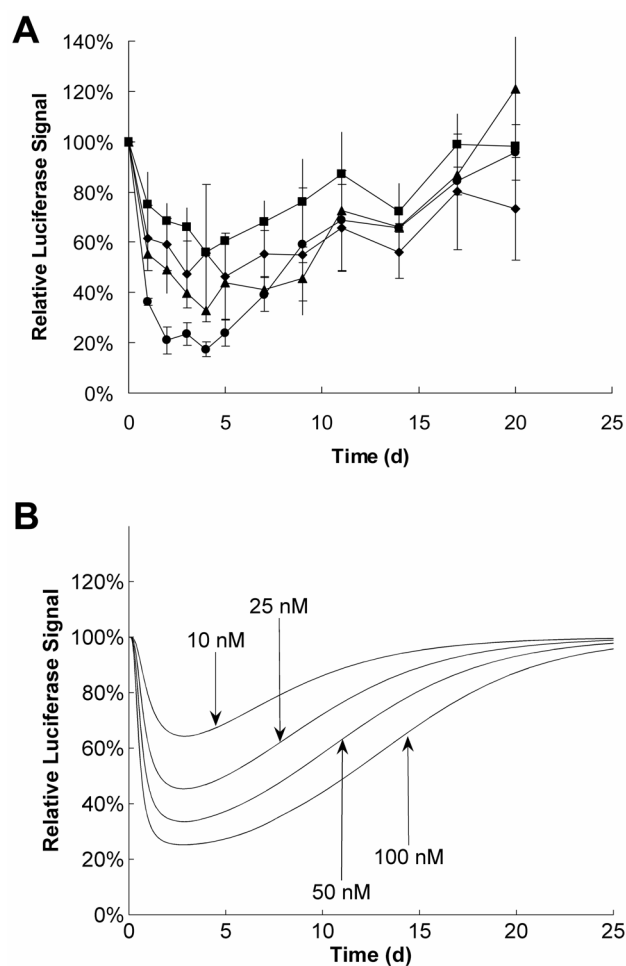 A
Relative Luciferase Signal
140%
120%
100%
80%
60%
40%
20%
0%
0 5 10 15 20 25
Time (d)
B
Relative Luciferase Signal
120%
100%
80%
60%
40%
20%
0%
25 nM
10 nM
100 nM
50 nM
0 5 10 15 20 25
Time (d)